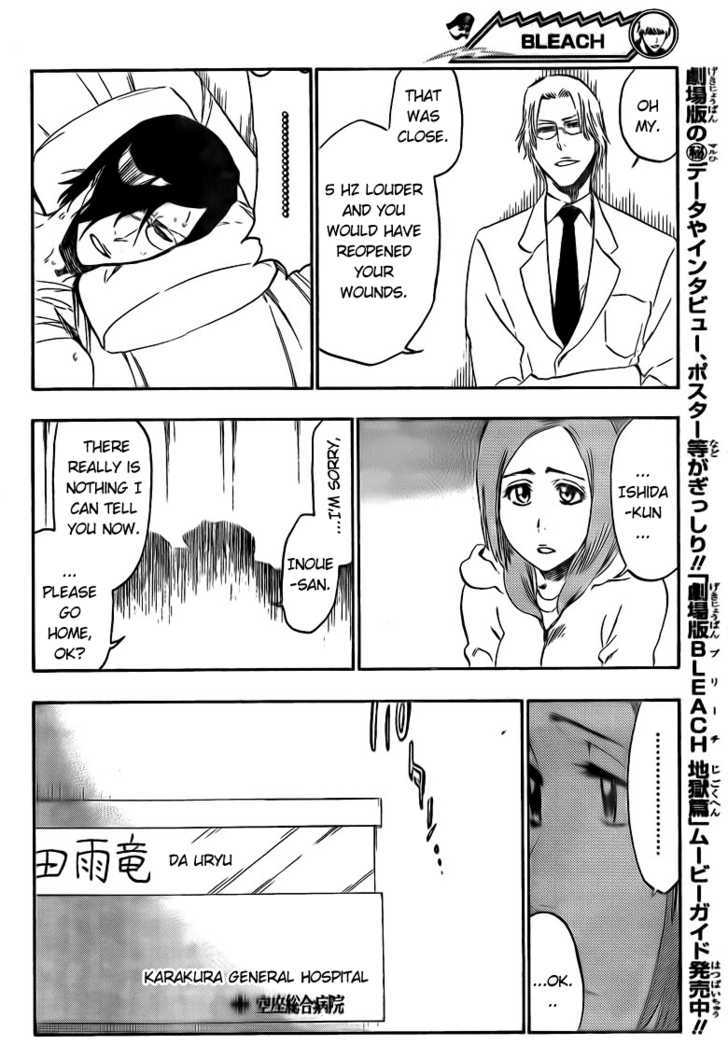 BLEACH
OH
MY.
THAT
WAS
CLOSE.
5 HZ LOUDER
AND YOU
WOULD HAVE
REOPENED
YOUR
WOUNDS.
...
ISHIDA
-KUN
...I'M SORRY,
INOUE
-SAN.
THERE
REALLY IS
NOTHING I
CAN TELL
YOU NOW.
...
PLEASE
GO
HOME,
OK?
...OK.
..
田雨竜 DA URYU
KARAKURA GENERAL HOSPITAL
空座総合病院
劇場版の㊙データやインタビュー、ポスター等がぎっしり!!「劇場版BLEACH 地獄篇」ムービーガイド発売中!!